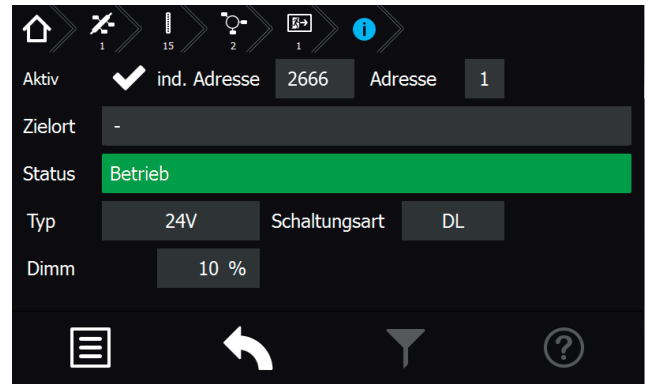 1 15 2 1 i
Aktiv ind. Adresse 2666 Adresse 1
Zielort -
Status Betrieb
Typ 24V Schaltungsart DL
Dimm 10 %
?